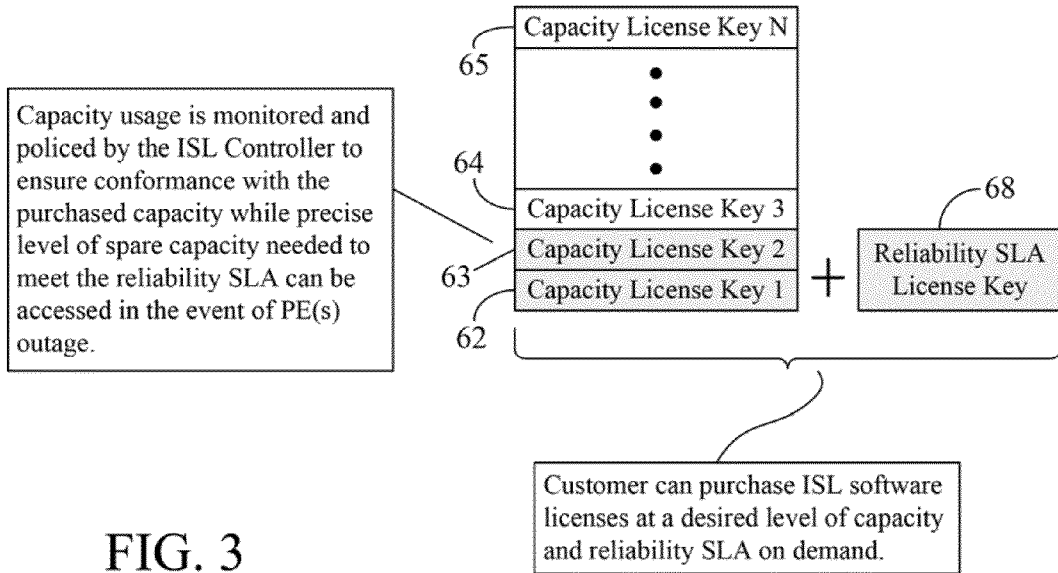 Capacity License Key N
65
Capacity usage is monitored and
policed by the ISL Controller to
ensure conformance with the
purchased capacity while precise
level of spare capacity needed to
meet the reliability SLA can be
accessed in the event of PE(s)
outage.
64
Capacity License Key 3
63
Capacity License Key 2
62
Capacity License Key 1
+
68
Reliability SLA
License Key
Customer can purchase ISL software
licenses at a desired level of capacity
and reliability SLA on demand.
FIG. 3